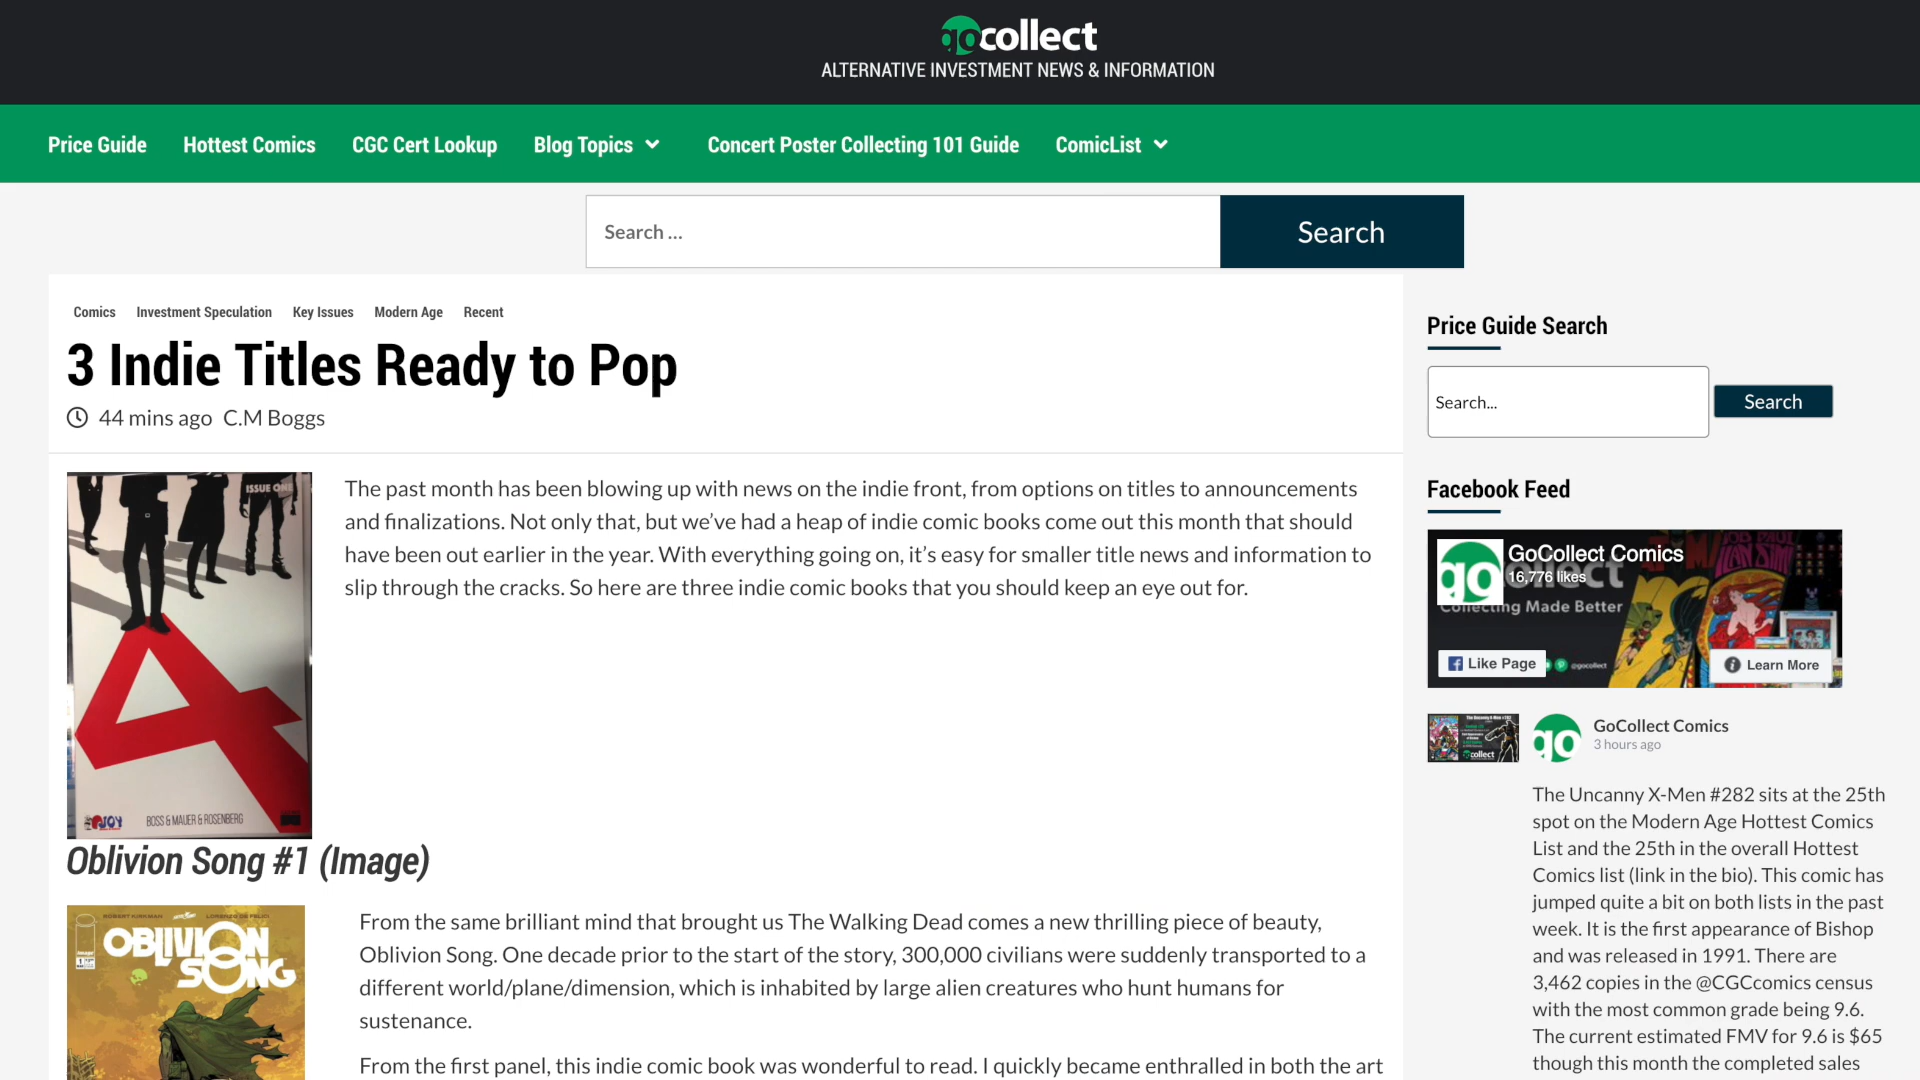 gocollect
ALTERNATIVE INVESTMENT NEWS & INFORMATION
Price Guide
Hottest Comics
CGC Cert Lookup
Blog Topics
Concert Poster Collecting 101 Guide
ComicList
Search ...
Search
Comics
Investment Speculation
Key Issues
Modern Age
Recent
3 Indie Titles Ready to Pop
44 mins ago C.M Boggs
ISSUE ONE
BOSS & MAUER & ROSENBERG
The past month has been blowing up with news on the indie front, from options on titles to announcements
and finalizations. Not only that, but we’ve had a heap of indie comic books come out this month that should
have been out earlier in the year. With everything going on, it’s easy for smaller title news and information to
slip through the cracks. So here are three indie comic books that you should keep an eye out for.
Oblivion Song #1 (Image)
ROBERT KIRKMAN
LORENZO DE FELICI
OBLIVION
SONG
From the same brilliant mind that brought us The Walking Dead comes a new thrilling piece of beauty,
Oblivion Song. One decade prior to the start of the story, 300,000 civilians were suddenly transported to a
different world/plane/dimension, which is inhabited by large alien creatures who hunt humans for
sustenance.
From the first panel, this indie comic book was wonderful to read. I quickly became enthralled in both the art
Price Guide Search
Search...
Search
Facebook Feed
go
GoCollect Comics
16,776 likes
Collecting Made Better
Like Page
@gocollect
Learn More
go
GoCollect Comics
3 hours ago
The Uncanny X-Men #282 sits at the 25th
spot on the Modern Age Hottest Comics
List and the 25th in the overall Hottest
Comics list (link in the bio). This comic has
jumped quite a bit on both lists in the past
week. It is the first appearance of Bishop
and was released in 1991. There are
3,462 copies in the @CGCcomics census
with the most common grade being 9.6.
The current estimated FMV for 9.6 is $65
though this month the completed sales